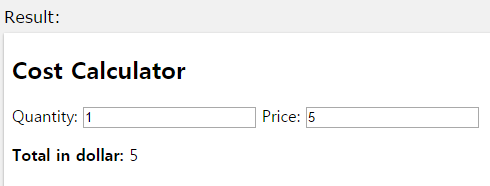 Result:
Cost Calculator
Quantity: 1 Price: 5
Total in dollar: 5